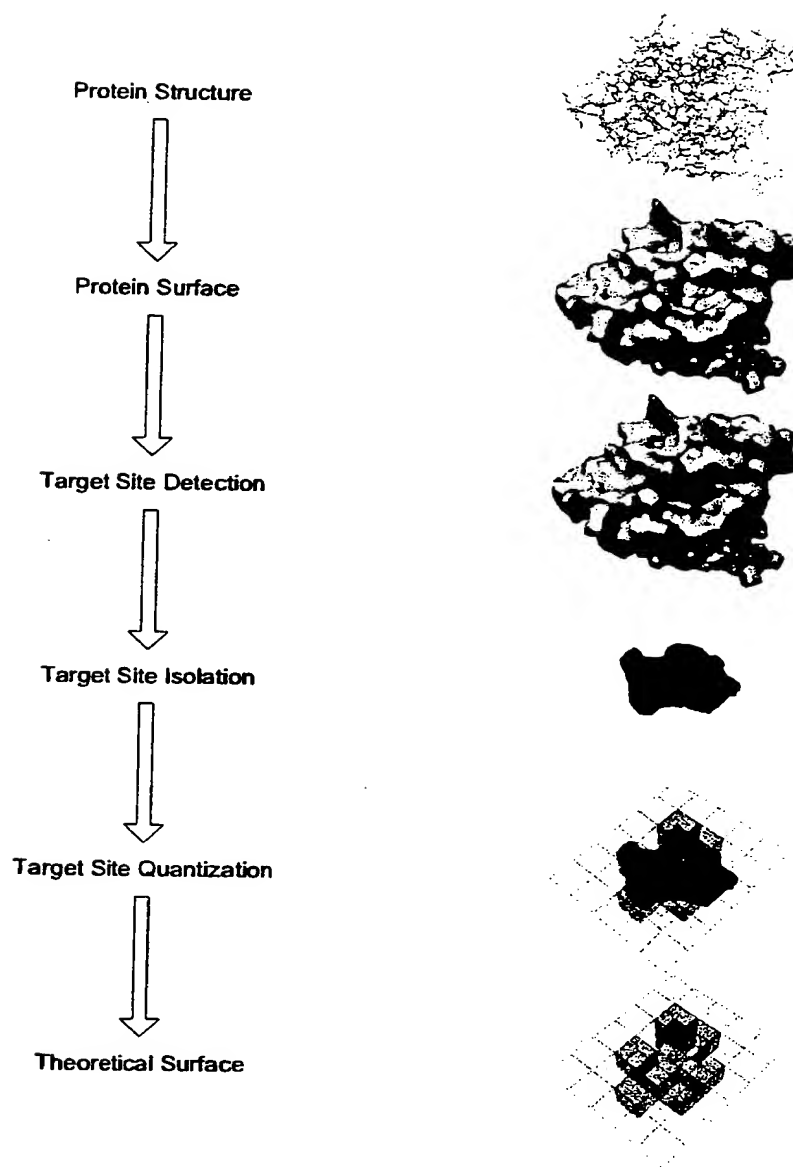 Protein Structure
Protein Surface
Target Site Detection
Target Site Isolation
Target Site Quantization
Theoretical Surface